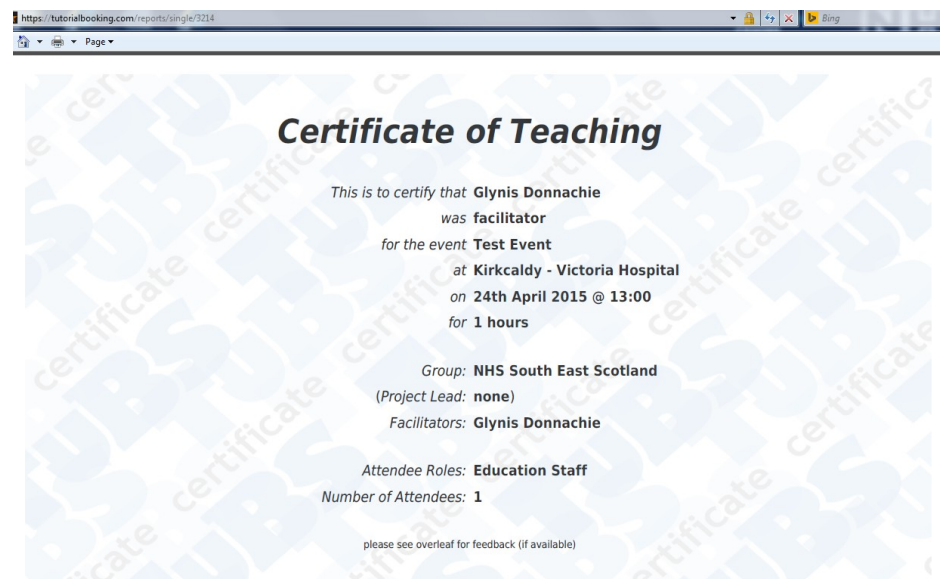 https://tutorialbooking.com/reports/single/3214
Bing
Page
Certificate of Teaching
This is to certify that Glynis Donnachie
was facilitator
for the event Test Event
at Kirkcaldy - Victoria Hospital
on 24th April 2015 @ 13:00
for 1 hours
Group: NHS South East Scotland
(Project Lead: none)
Facilitators: Glynis Donnachie
Attendee Roles: Education Staff
Number of Attendees: 1
please see overleaf for feedback (if available)
TUBS
certificate